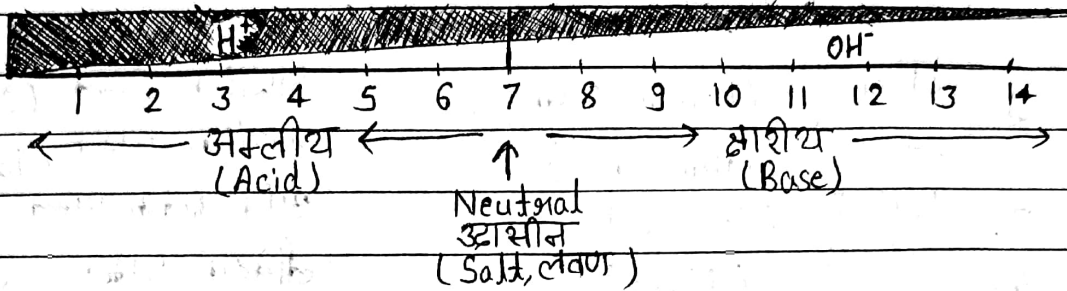 H⁺ OH⁻
1 2 3 4 5 6 7 8 9 10 11 12 13 14
अम्लीय क्षारीय
(Acid) (Base)
Neutral
उदासीन
(Salt, लवण)